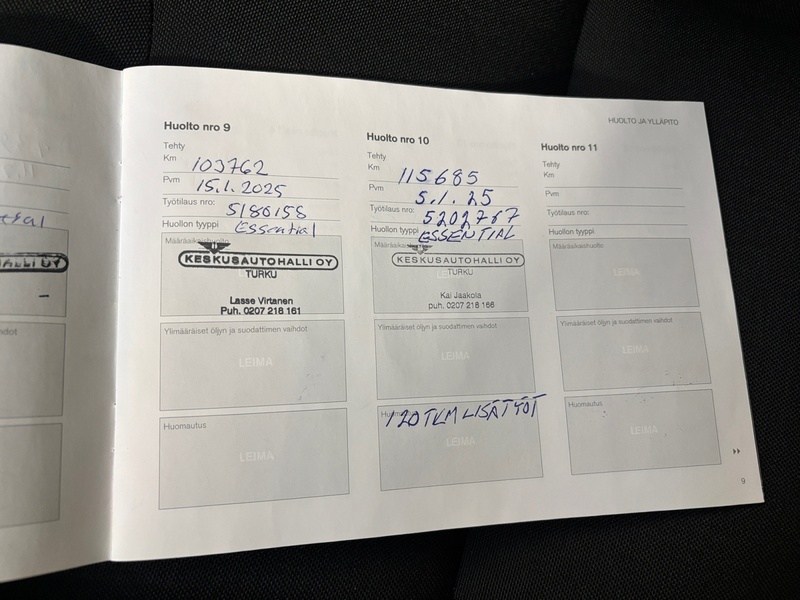 HUOLTO JA YLLÄPITO
Huolto nro 9
Tehty
Km 103762
Pvm 15.1.2025
Työtilaus nro: 5180158
Huollon tyyppi Essential
Määräaikaishuolto
KESKUSAUTOHALLI OY
TURKU
Lasse Virtanen
Puh. 0207 218 161
Ylimääräiset öljyn ja suodattimen vaihdot
LEIMA
Huomautus
LEIMA
Huolto nro 10
Tehty
Km 115685
Pvm 5.1.25
Työtilaus nro: 5202767
Huollon tyyppi ESSENTIAL
KESKUSAUTOHALLI OY
TURKU
Kai Jaakola
puh. 0207 218 166
Ylimääräiset öljyn ja suodattimen vaihdot
LEIMA
120TKM LISÄTYÖT
LEIMA
Huolto nro 11
Tehty
Km
Pvm
Työtilaus nro:
Huollon tyyppi
Määräaikaishuolto
LEIMA
Ylimääräiset öljyn ja suodattimen vaihdot
LEIMA
Huomautus
LEIMA
9